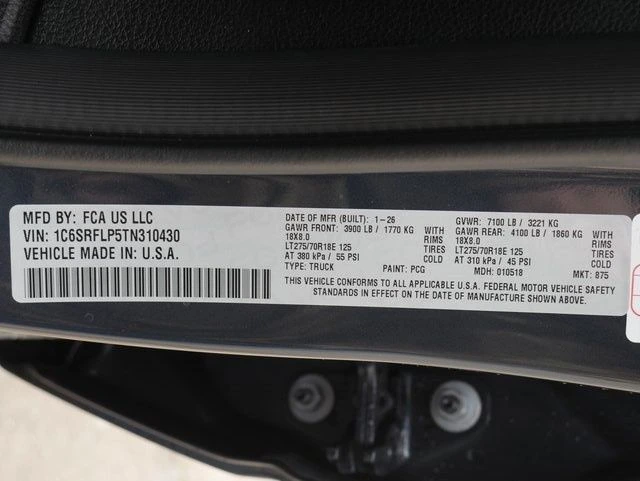 MFD BY: FCA US LLC
VIN: 1C6SRFLP5TN310430
VEHICLE MADE IN: U.S.A.
DATE OF MFR (BUILT): 1-26
GAWR FRONT: 3900 LB / 1770 KG WITH
18X8.0 RIMS
LT275/70R18E 125 TIRES
AT 380 kPa / 55 PSI COLD
TYPE: TRUCK PAINT: PCG
GVWR: 7100 LB / 3221 KG
GAWR REAR: 4100 LB / 1860 KG WITH
18X8.0 RIMS
LT275/70R18E 125 TIRES
AT 310 kPa / 45 PSI COLD
MDH: 010518 MKT: 875
THIS VEHICLE CONFORMS TO ALL APPLICABLE U.S.A. FEDERAL MOTOR VEHICLE SAFETY
STANDARDS IN EFFECT ON THE DATE OF MANUFACTURE SHOWN ABOVE.